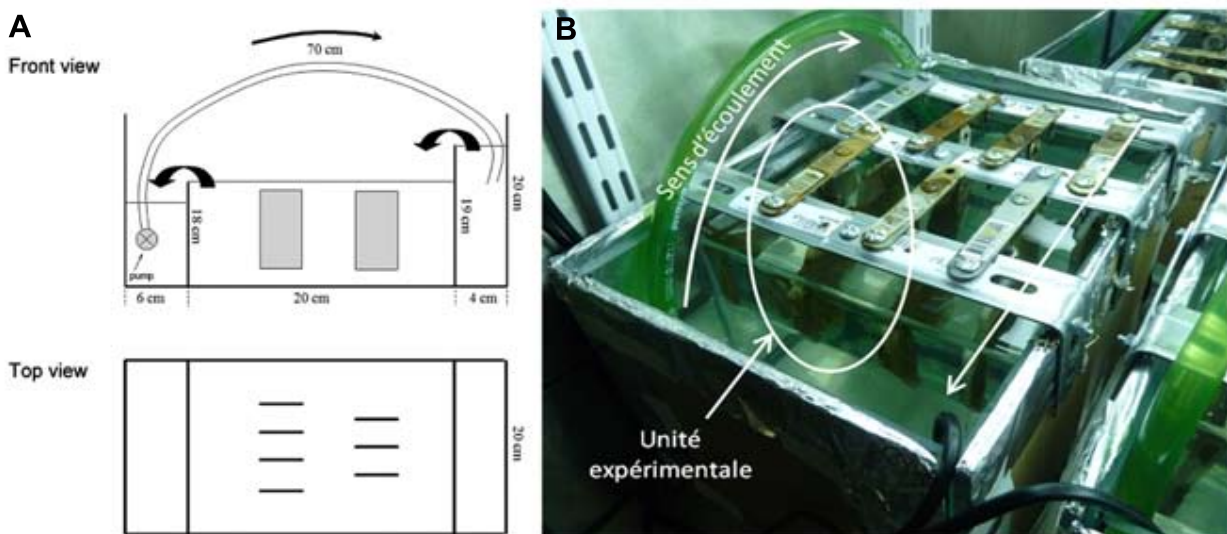 A
Front view
70 cm
18 cm
19 cm
20 cm
pump
6 cm
20 cm
4 cm
Top view
20 cm
B
Sens d'écoulement
Unité
expérimentale